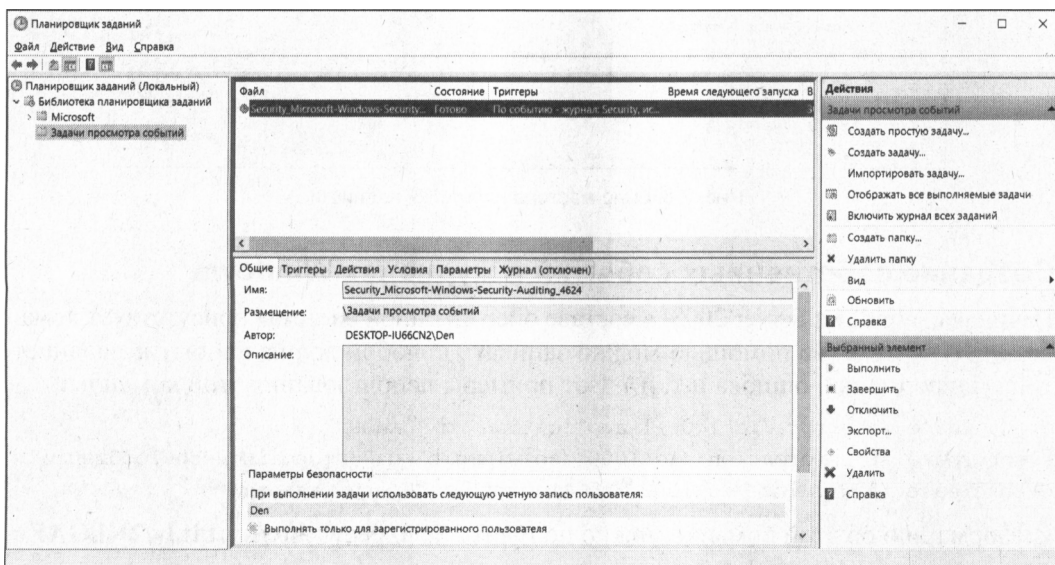 Планировщик заданий
Файл Действие Вид Справка
Планировщик заданий (Локальный)
Библиотека планировщика заданий
Microsoft
Задачи просмотра событий
Файл Состояние Триггеры Время следующего запуска В
Security_Microsoft-Windows-Security... Готово По событию - журнал: Security, ис...
Общие Триггеры Действия Условия Параметры Журнал (отключен)
Имя: Security_Microsoft-Windows-Security-Auditing_4624
Размещение: \Задачи просмотра событий
Автор: DESKTOP-IU66CN2\Den
Описание:
Параметры безопасности
При выполнении задачи использовать следующую учетную запись пользователя:
Den
Выполнять только для зарегистрированного пользователя
Действия
Задачи просмотра событий
Создать простую задачу...
Создать задачу...
Импортировать задачу...
Отображать все выполняемые задачи
Включить журнал всех заданий
Создать папку...
Удалить папку
Вид
Обновить
Справка
Выбранный элемент
Выполнить
Завершить
Отключить
Экспорт...
Свойства
Удалить
Справка